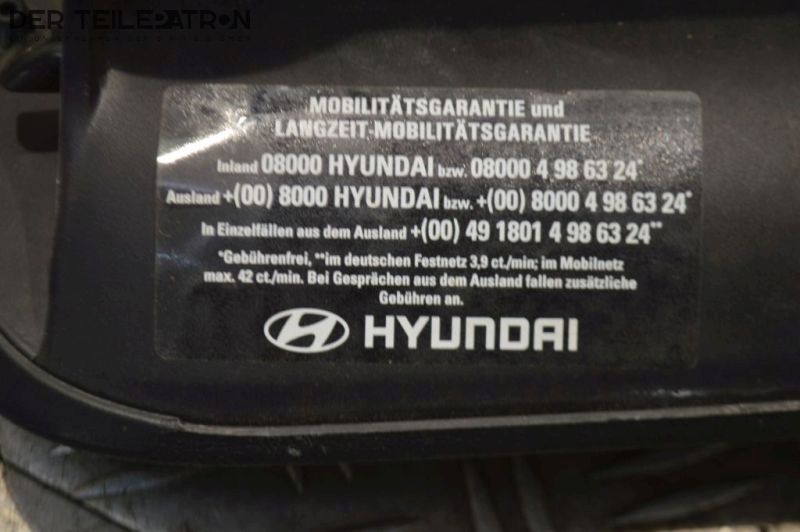 DER TEILEPATRON
MOBILITÄTSGARANTIE und
LANGZEIT-MOBILITÄTSGARANTIE
Inland 08000 HYUNDAI bzw. 08000 4 98 63 24*
Ausland +(00) 8000 HYUNDAI bzw. +(00) 8000 4 98 63 24*
In Einzelfällen aus dem Ausland +(00) 49 1801 4 98 63 24**
*Gebührenfrei, **im deutschen Festnetz 3,9 ct./min; im Mobilnetz
max. 42 ct./min. Bei Gesprächen aus dem Ausland fallen zusätzliche
Gebühren an.
HYUNDAI